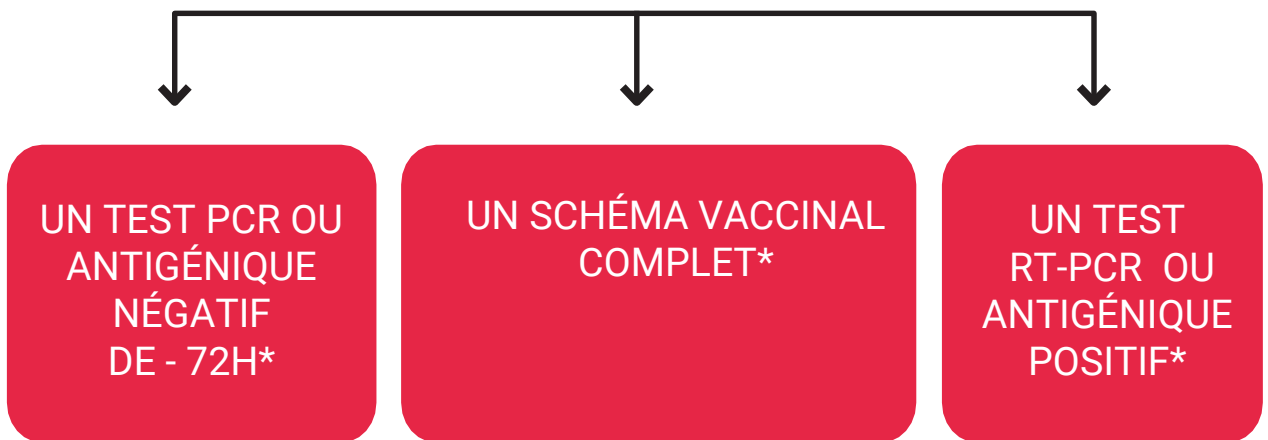 UN TEST PCR OU
ANTIGÉNIQUE
NÉGATIF
DE - 72H*
UN SCHÉMA VACCINAL
COMPLET*
UN TEST
RT-PCR OU
ANTIGÉNIQUE
POSITIF*